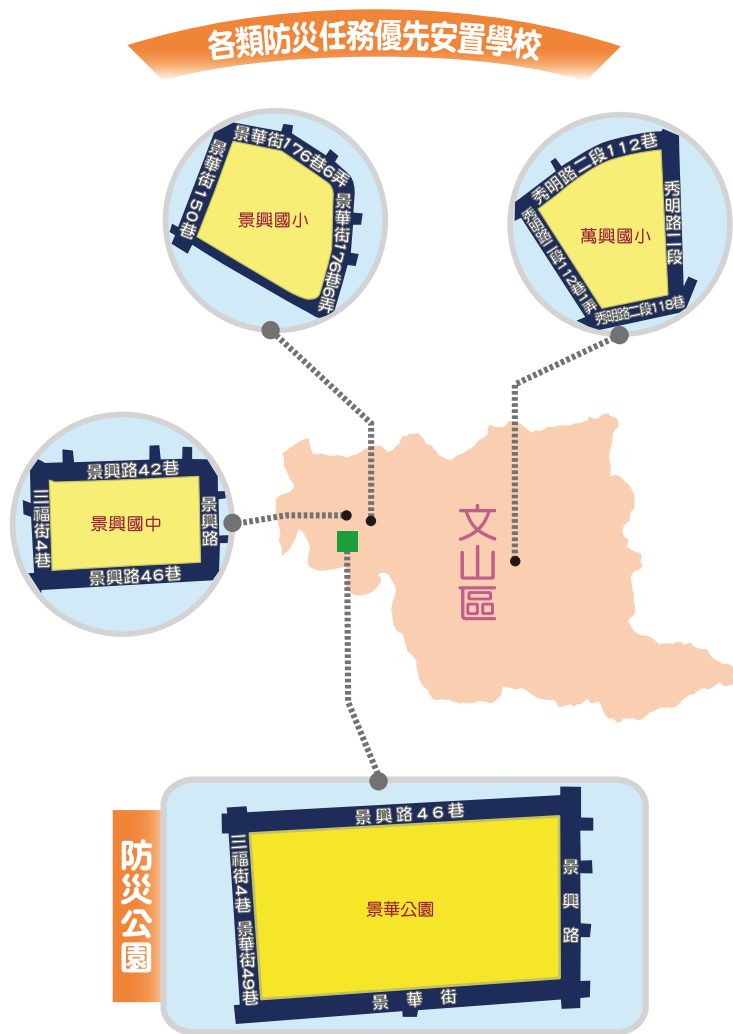 各類防災任務優先安置學校
景華街176巷6弄
景華街150巷
景興國小
景華街176巷6弄
秀明路二段112巷
秀明路二段
萬興國小
秀明路二段112巷1弄
秀明路二段118巷
景興路42巷
三福街4巷
景興國中
景興路
景興路46巷
文山區
防災公園
景興路46巷
三福街4巷
景華街49巷
景華公園
景興路
景華街